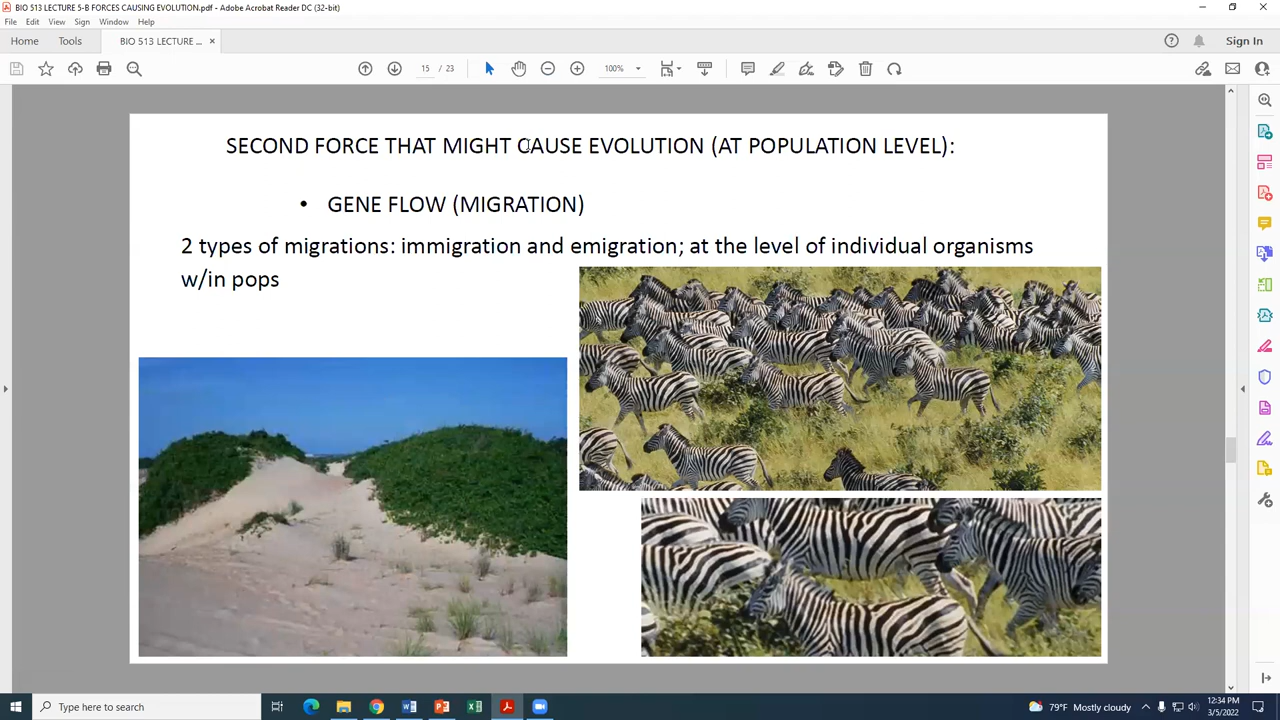 BIO 513 LECTURE 5-B FORCES CAUSING EVOLUTION.pdf - Adobe Acrobat Reader DC (32-bit)
File Edit View Sign Window Help
Home Tools BIO 513 LECTURE ... × Sign In
15 / 23 100%
SECOND FORCE THAT MIGHT CAUSE EVOLUTION (AT POPULATION LEVEL):
• GENE FLOW (MIGRATION)
2 types of migrations: immigration and emigration; at the level of individual organisms
w/in pops
Type here to search
79°F Mostly cloudy
12:34 PM
3/5/2022